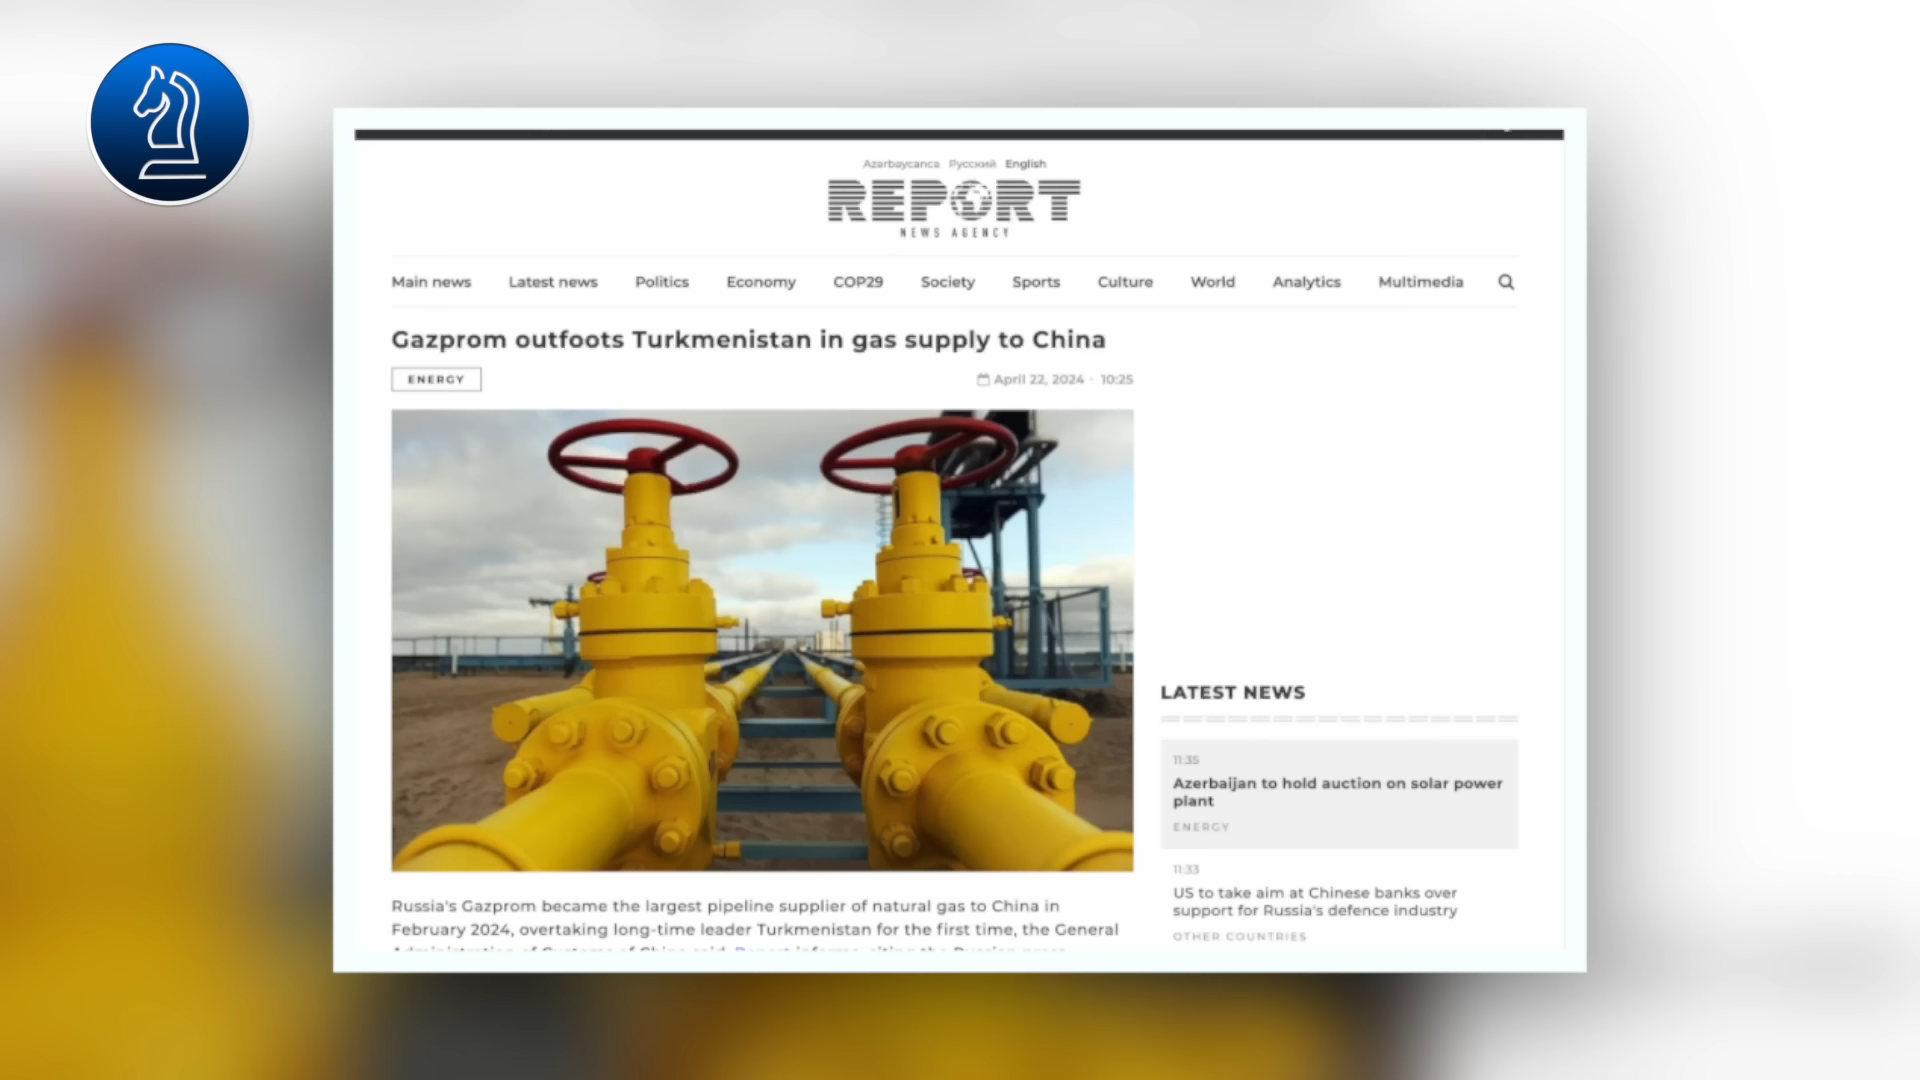 Azərbaycanca Русский English
REPORT
NEWS AGENCY
Main news Latest news Politics Economy COP29 Society Sports Culture World Analytics Multimedia
Gazprom outfoots Turkmenistan in gas supply to China
ENERGY
April 22, 2024 · 10:25
Russia's Gazprom became the largest pipeline supplier of natural gas to China in
February 2024, overtaking long-time leader Turkmenistan for the first time, the General
LATEST NEWS
11:35
Azerbaijan to hold auction on solar power
plant
ENERGY
11:33
US to take aim at Chinese banks over
support for Russia's defence industry
OTHER COUNTRIES